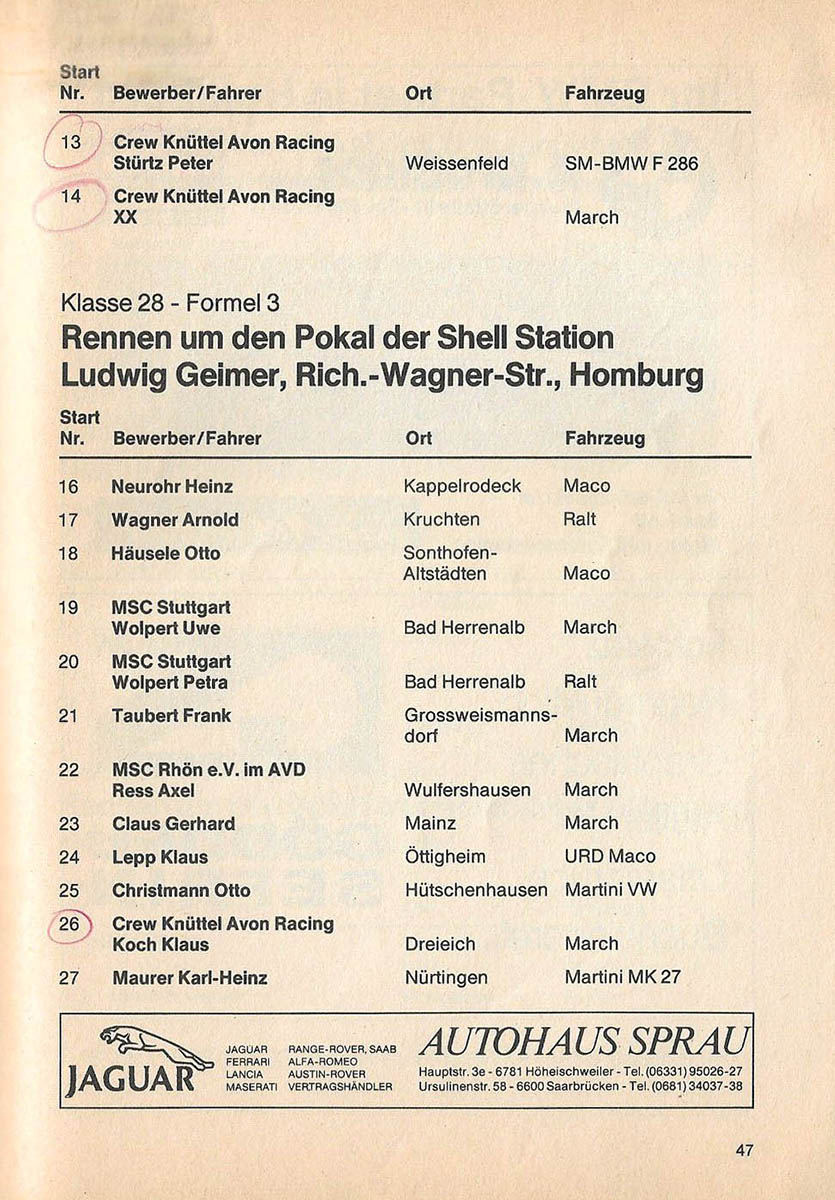 Start
Nr. Bewerber/Fahrer Ort Fahrzeug
13 Crew Knüttel Avon Racing
Stürtz Peter Weissenfeld SM-BMW F 286
14 Crew Knüttel Avon Racing
XX March
Klasse 28 - Formel 3
Rennen um den Pokal der Shell Station
Ludwig Geimer, Rich.-Wagner-Str., Homburg
Start
Nr. Bewerber/Fahrer Ort Fahrzeug
16 Neurohr Heinz Kappelrodeck Maco
17 Wagner Arnold Kruchten Ralt
18 Häusele Otto Sonthofen-
Altstädten Maco
19 MSC Stuttgart
Wolpert Uwe Bad Herrenalb March
20 MSC Stuttgart
Wolpert Petra Bad Herrenalb Ralt
21 Taubert Frank Grossweismanns-
dorf March
22 MSC Rhön e.V. im AVD
Ress Axel Wulfershausen March
23 Claus Gerhard Mainz March
24 Lepp Klaus Öttigheim URD Maco
25 Christmann Otto Hütschenhausen Martini VW
26 Crew Knüttel Avon Racing
Koch Klaus Dreieich March
27 Maurer Karl-Heinz Nürtingen Martini MK 27
JAGUAR
JAGUAR RANGE-ROVER, SAAB
FERRARI ALFA-ROMEO
LANCIA AUSTIN-ROVER
MASERATI VERTRAGSHÄNDLER
AUTOHAUS SPRAU
Hauptstr. 3e - 6781 Höheischweiler - Tel. (06331) 95026-27
Ursulinenstr. 58 - 6600 Saarbrücken - Tel. (0681) 34037-38
47